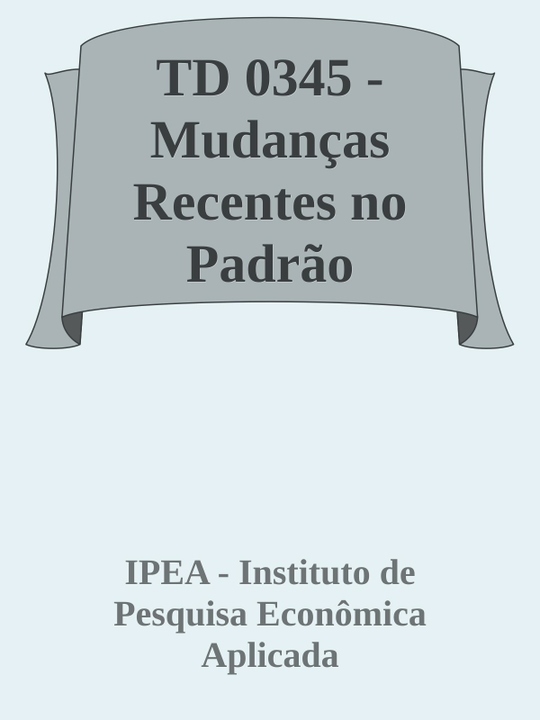 TD 0345 -
Mudanças
Recentes no
Padrão
IPEA - Instituto de
Pesquisa Econômica
Aplicada